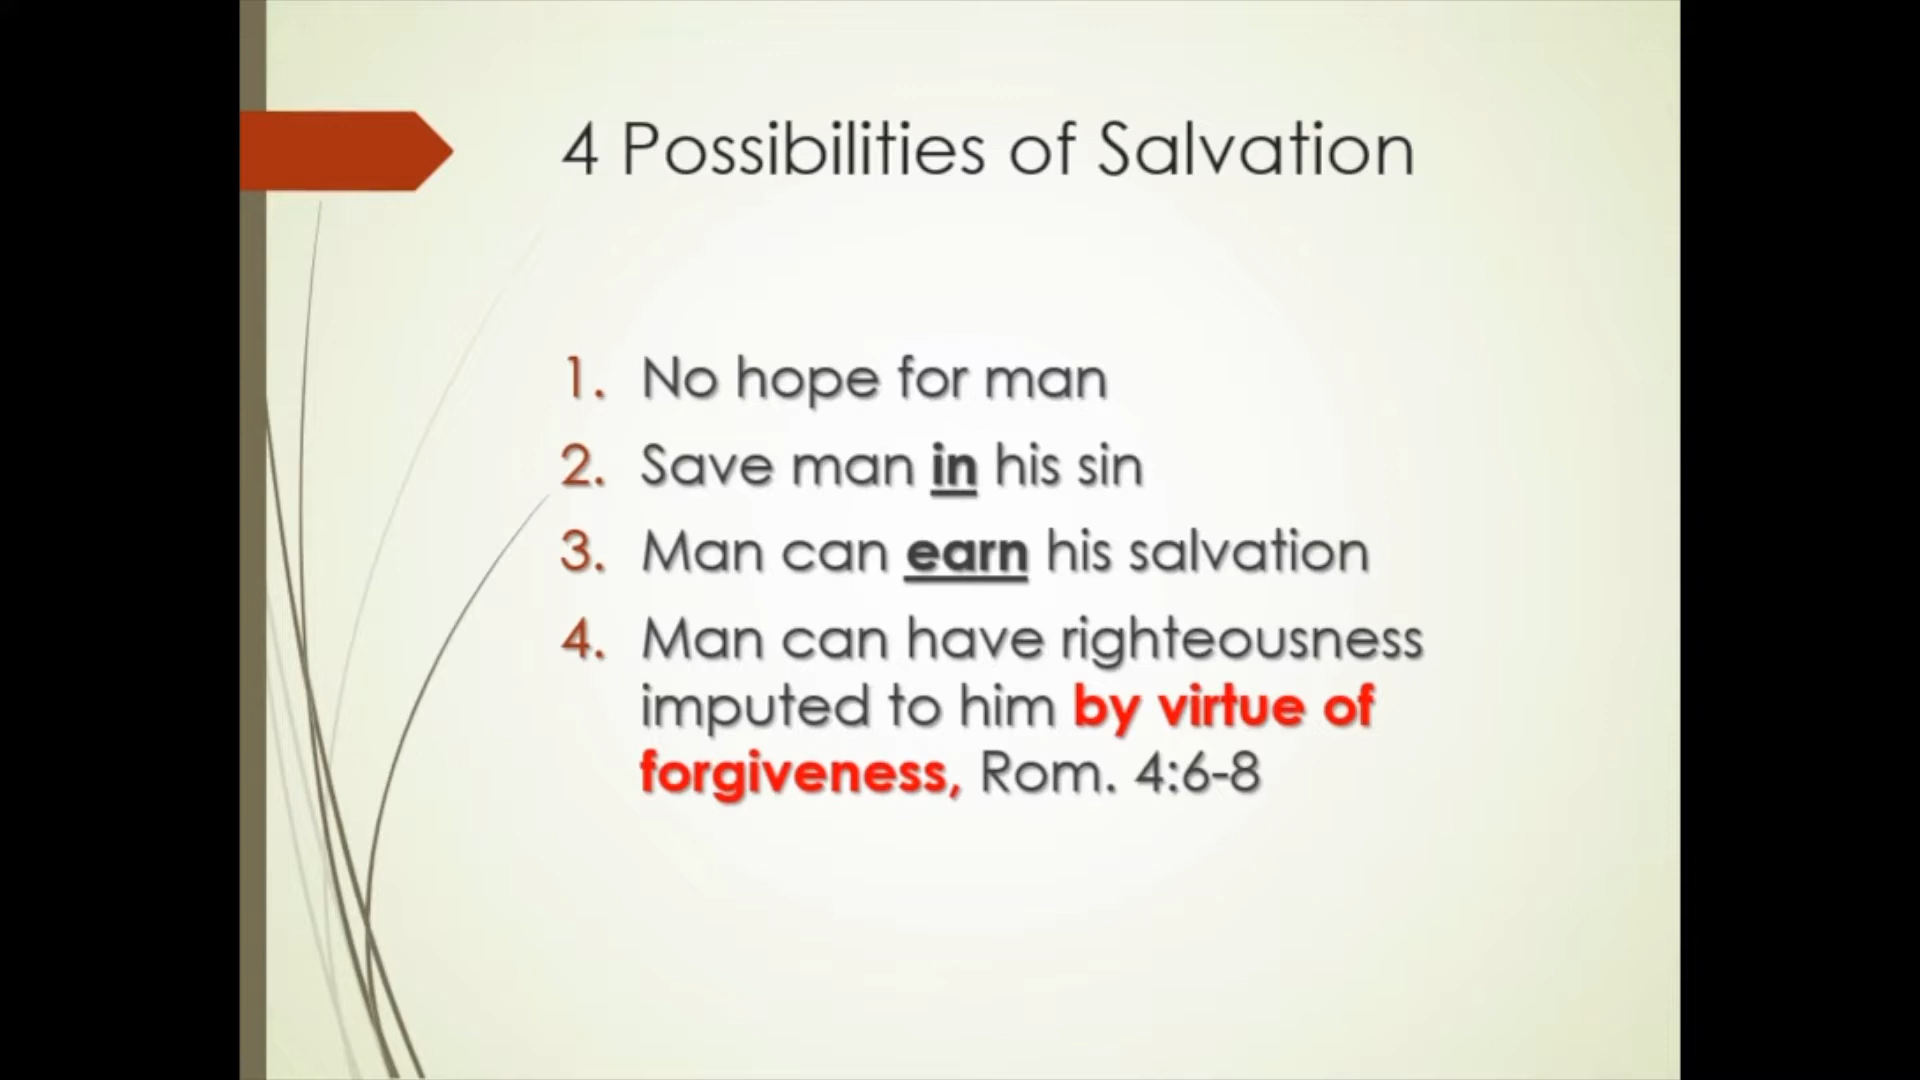 4 Possibilities of Salvation
1. No hope for man
2. Save man in his sin
3. Man can earn his salvation
4. Man can have righteousness
imputed to him by virtue of
forgiveness, Rom. 4:6-8